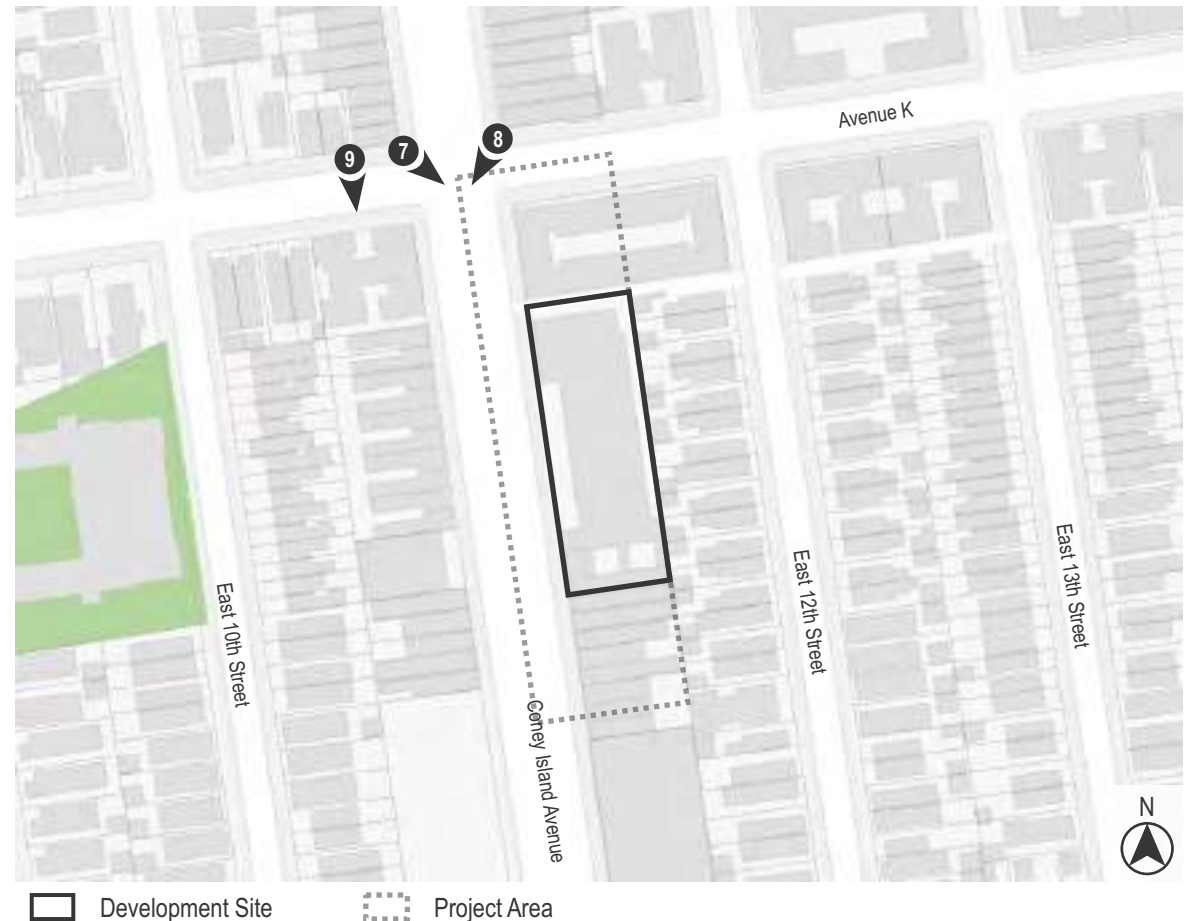 Avenue K
8
7
9
East 10th Street
East 12th Street
East 13th Street
Coney Island Avenue
N
Development Site
Project Area